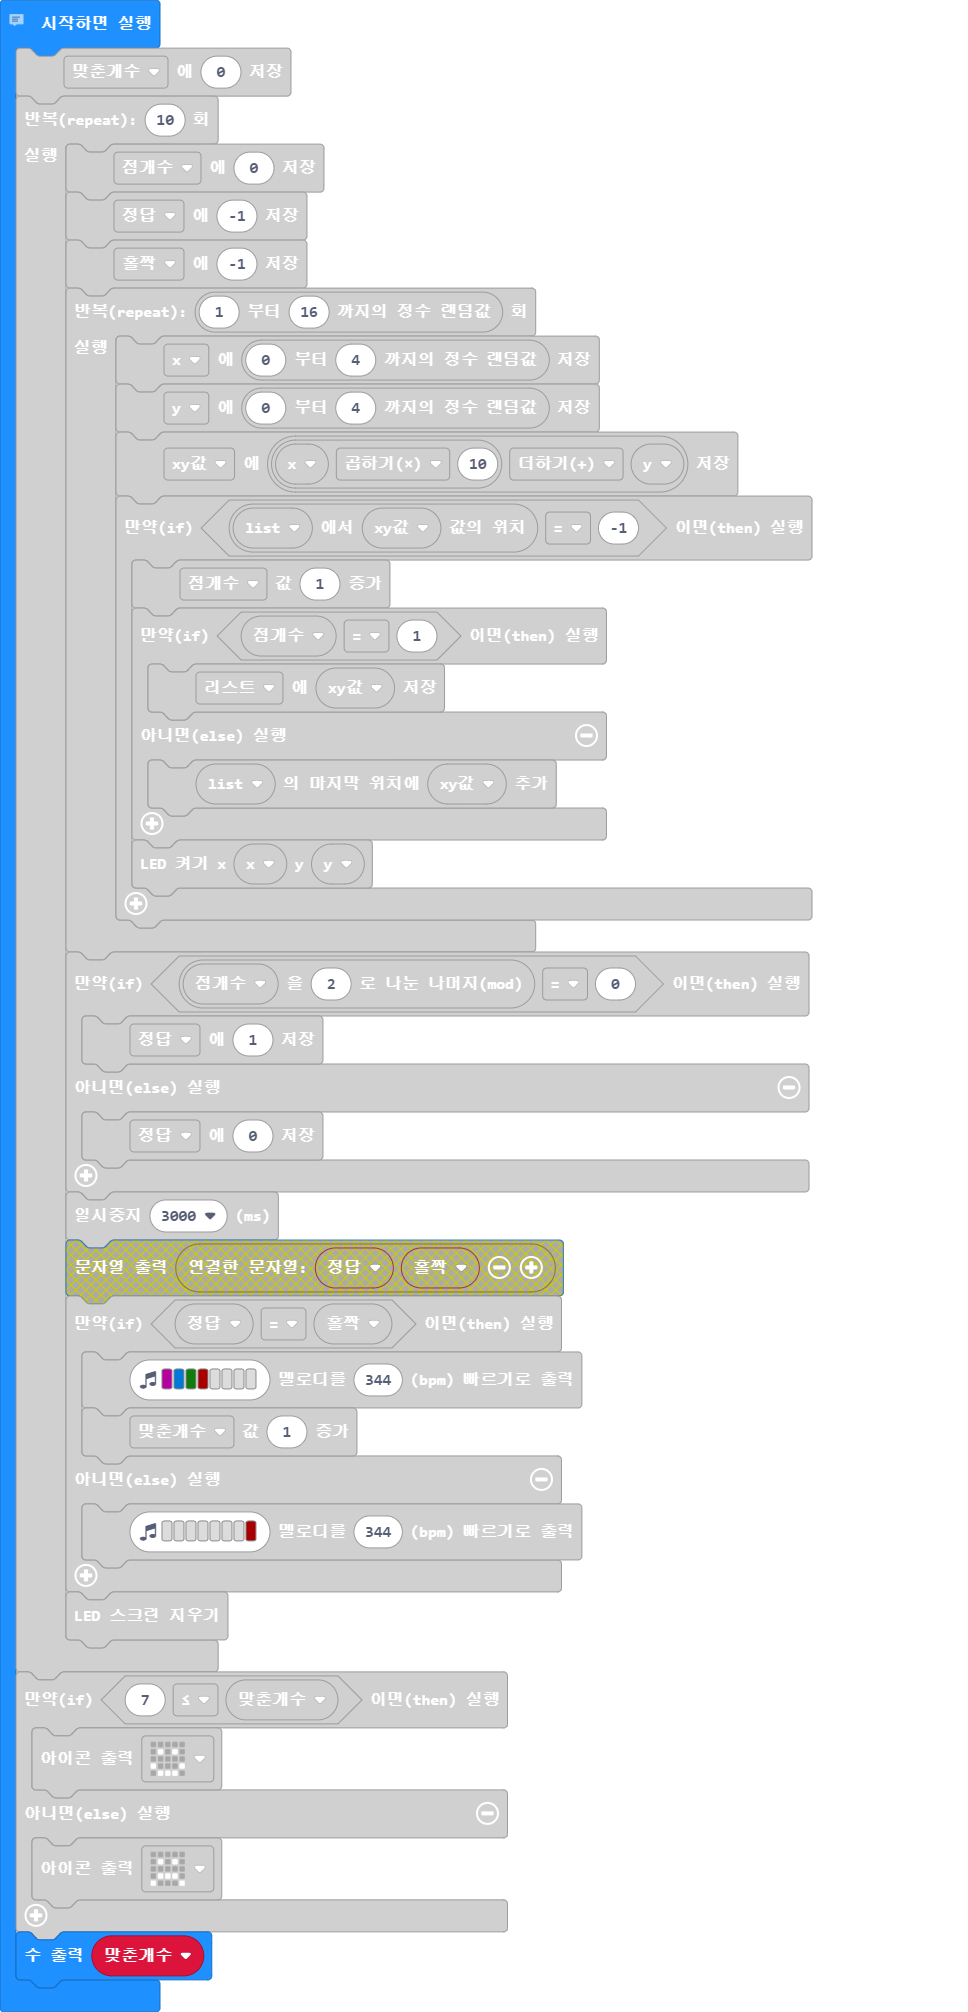 시작하면 실행
맞춘개수 에 0 저장
반복(repeat): 10 회
실행
점개수 에 0 저장
정답 에 -1 저장
홀짝 에 -1 저장
반복(repeat): 1 부터 16 까지의 정수 랜덤값 회
실행
x 에 0 부터 4 까지의 정수 랜덤값 저장
y 에 0 부터 4 까지의 정수 랜덤값 저장
xy값 에 x 곱하기(×) 10 더하기(+) y 저장
만약(if) list 에서 xy값 값의 위치 = -1 이면(then) 실행
점개수 값 1 증가
만약(if) 점개수 = 1 이면(then) 실행
리스트 에 xy값 저장
아니면(else) 실행
list 의 마지막 위치에 xy값 추가
LED 켜기 x x y y
만약(if) 점개수 을 2 로 나눈 나머지(mod) = 0 이면(then) 실행
정답 에 1 저장
아니면(else) 실행
정답 에 0 저장
일시중지 3000 (ms)
문자열 출력 연결한 문자열: 정답 홀짝
만약(if) 정답 = 홀짝 이면(then) 실행
멜로디를 344 (bpm) 빠르기로 출력
맞춘개수 값 1 증가
아니면(else) 실행
멜로디를 344 (bpm) 빠르기로 출력
LED 스크린 지우기
만약(if) 7 ≤ 맞춘개수 이면(then) 실행
아이콘 출력
아니면(else) 실행
아이콘 출력
수 출력 맞춘개수